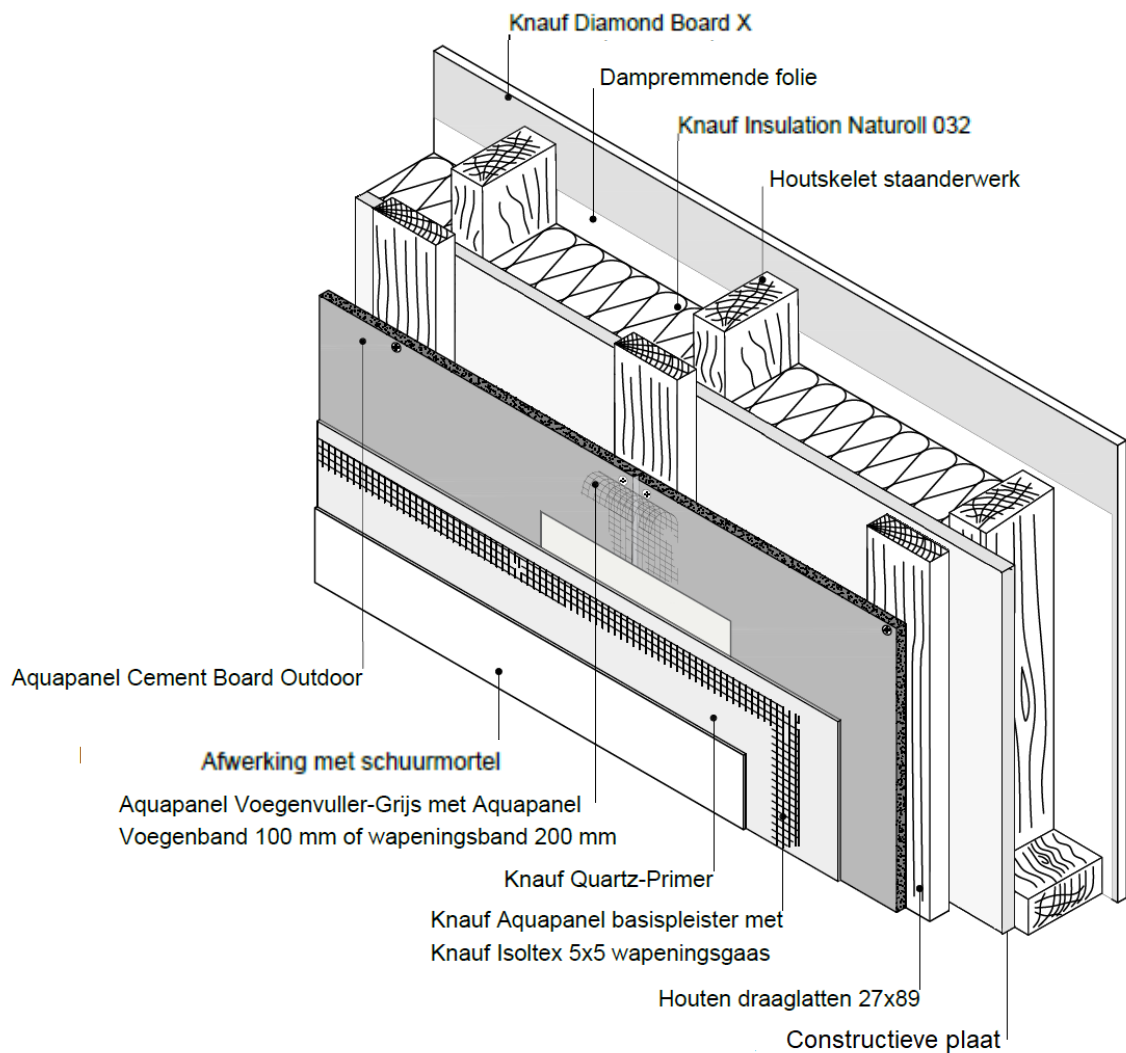 Knauf Diamond Board X
Dampremmende folie
Knauf Insulation Naturoll 032
Houtskelet staanderwerk
Aquapanel Cement Board Outdoor
Afwerking met schuurmortel
Aquapanel Voegenvuller-Grijs met Aquapanel
Voegenband 100 mm of wapeningsband 200 mm
Knauf Quartz-Primer
Knauf Aquapanel basispleister met
Knauf Isoltex 5x5 wapeningsgaas
Houten draaglatten 27x89
Constructieve plaat